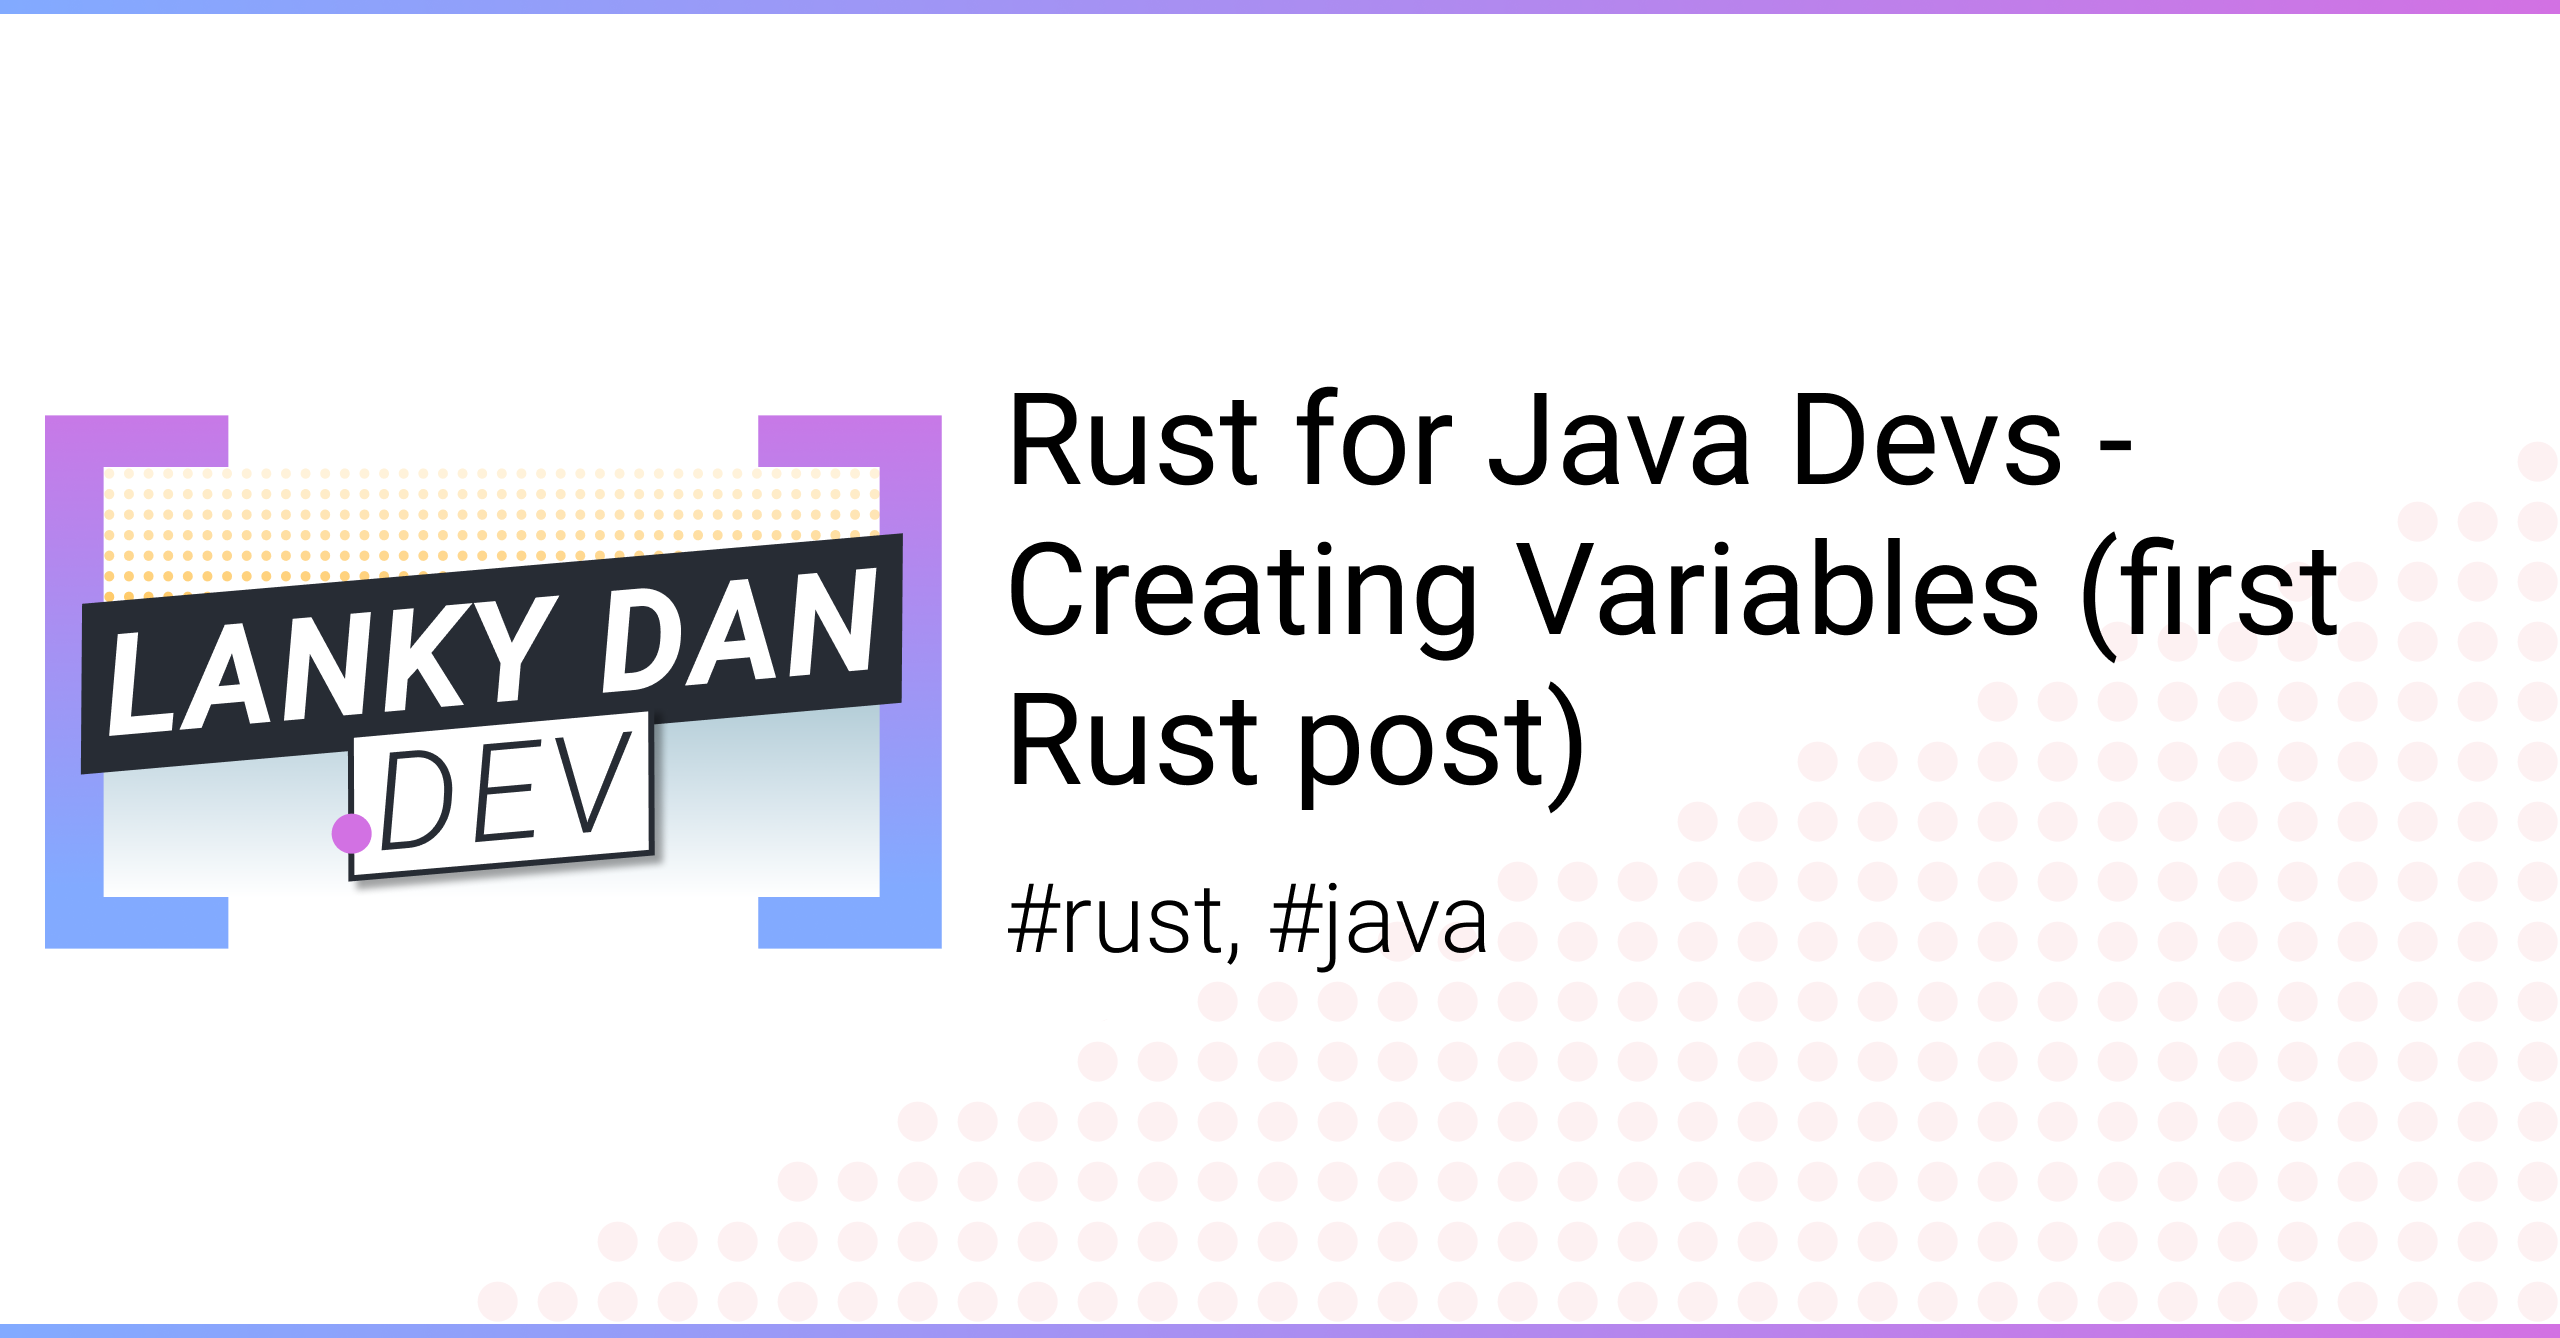 LANKY DAN
.DEV
Rust for Java Devs -
Creating Variables (first
Rust post)
#rust, #java